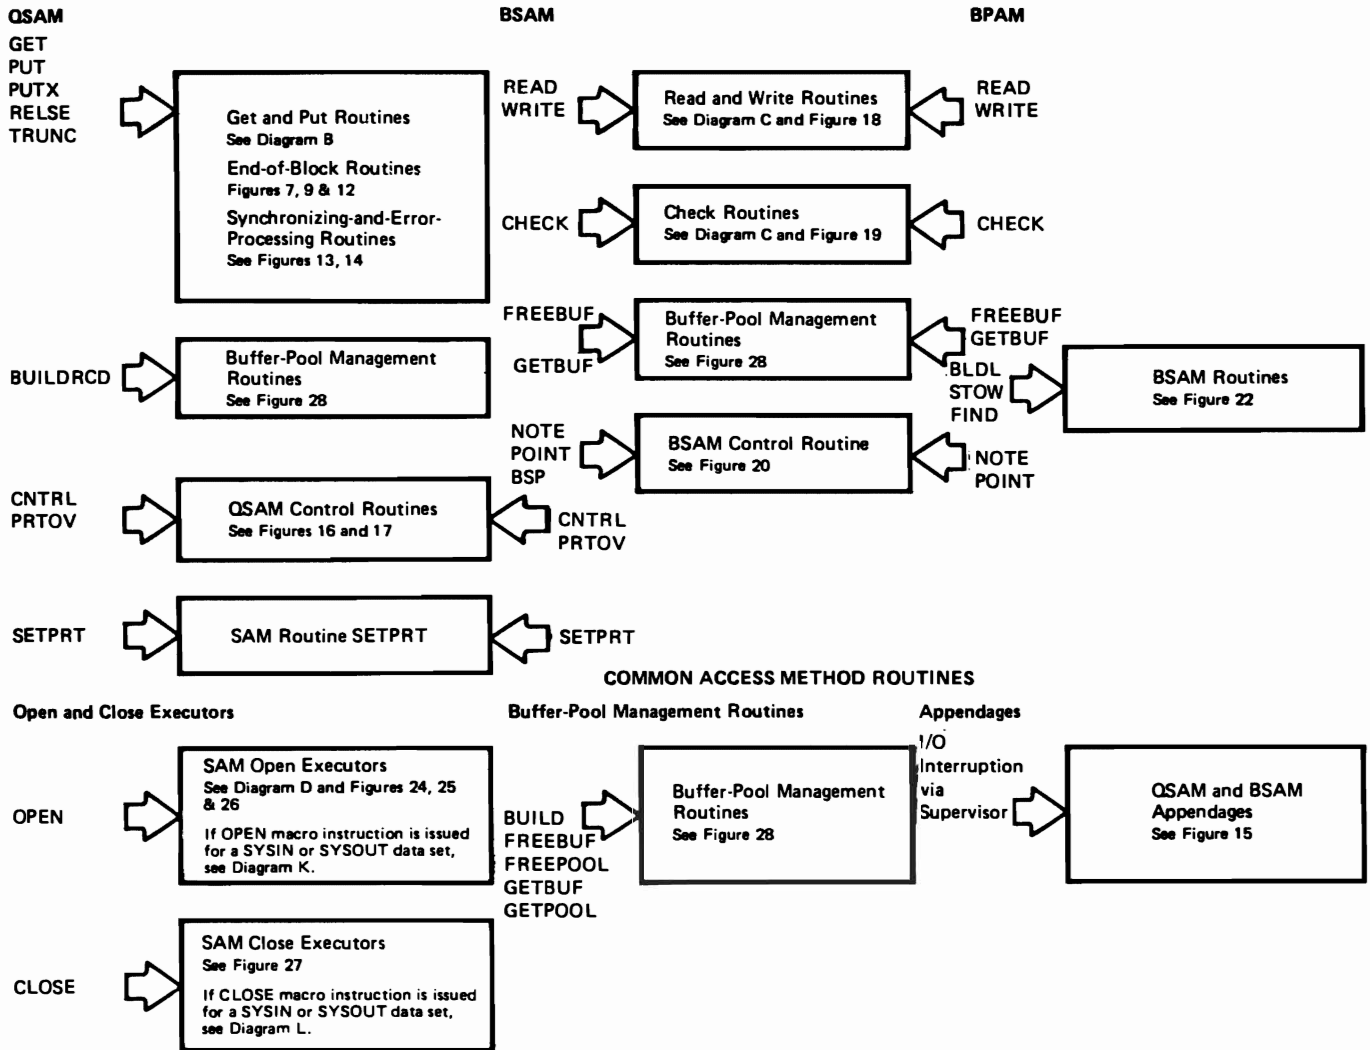 QSAM
GET
PUT
PUTX
RELSE
TRUNC
Get and Put Routines
See Diagram B
End-of-Block Routines
Figures 7, 9 & 12
Synchronizing-and-Error-
Processing Routines
See Figures 13, 14
BUILDRCD
Buffer-Pool Management
Routines
See Figure 28
CNTRL
PRTOV
QSAM Control Routines
See Figures 16 and 17
CNTRL
PRTOV
SETPRT
SAM Routine SETPRT
SETPRT
BSAM
READ
WRITE
Read and Write Routines
See Diagram C and Figure 18
CHECK
Check Routines
See Diagram C and Figure 19
FREEBUF
GETBUF
Buffer-Pool Management
Routines
See Figure 28
NOTE
POINT
BSP
BSAM Control Routine
See Figure 20
BPAM
READ
WRITE
CHECK
FREEBUF
GETBUF
BLDL
STOW
FIND
BSAM Routines
See Figure 22
NOTE
POINT
COMMON ACCESS METHOD ROUTINES
Open and Close Executors
OPEN
SAM Open Executors
See Diagram D and Figures 24, 25
& 26
If OPEN macro instruction is issued
for a SYSIN or SYSOUT data set,
see Diagram K.
CLOSE
SAM Close Executors
See Figure 27
If CLOSE macro instruction is issued
for a SYSIN or SYSOUT data set,
see Diagram L.
Buffer-Pool Management Routines
BUILD
FREEBUF
FREEPOOL
GETBUF
GETPOOL
Buffer-Pool Management
Routines
See Figure 28
Appendages
I/O
Interruption
via
Supervisor
QSAM and BSAM
Appendages
See Figure 15